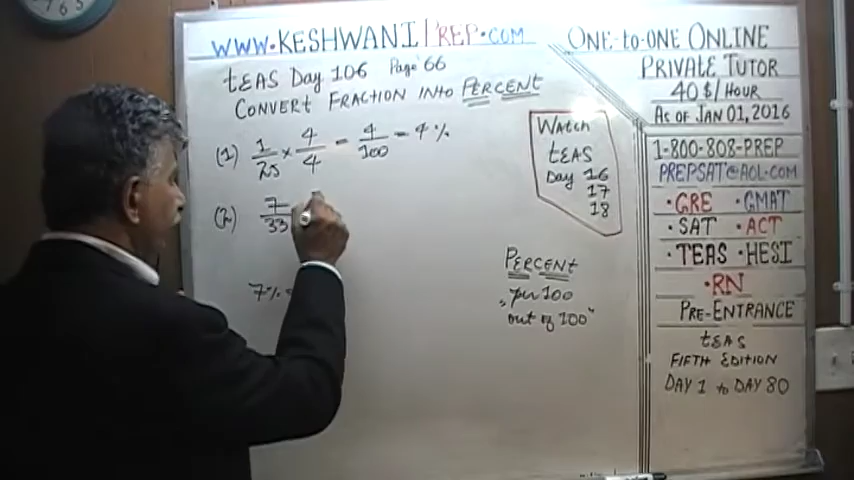 WWW.KESHWANIPREP.COM
TEAS Day 106 Page 66
CONVERT FRACTION INTO PERCENT
(1) 1/25 × 4/4 = 4/100 = 4%
(2) 7/33
7% =
WATCH
TEAS
Day 16
17
18
PERCENT
"per 100
out of 100"
ONE-TO-ONE ONLINE
PRIVATE TUTOR
40$/HOUR
AS OF JAN 01, 2016
1-800-808-PREP
PREPSAT@AOL.COM
•GRE •GMAT
•SAT •ACT
•TEAS •HESI
•RN
PRE-ENTRANCE
TEAS
FIFTH EDITION
DAY 1 TO DAY 80
7 6 5